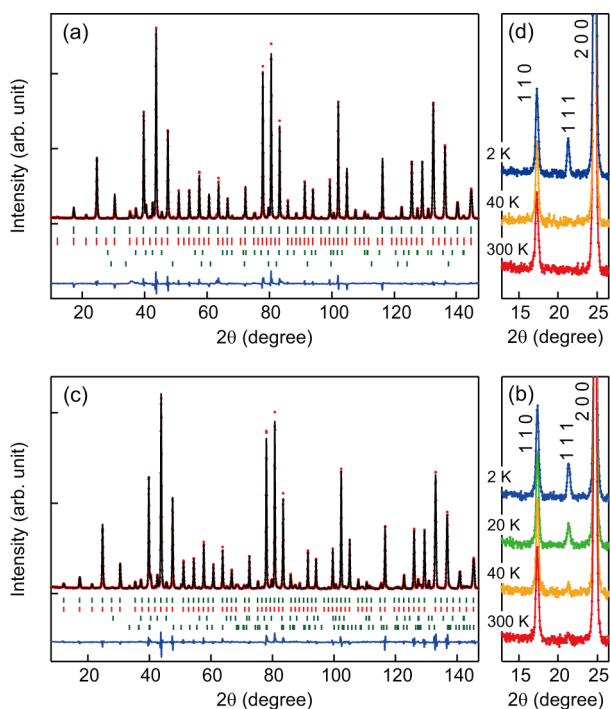 (a)
Intensity (arb. unit)
20 40 60 80 100 120 140
2θ (degree)
(d)
1 1 0
1 1 1
2 0 0
2 K
40 K
300 K
15 20 25
2θ (degree)
(c)
Intensity (arb. unit)
20 40 60 80 100 120 140
2θ (degree)
(b)
1 1 0
1 1 1
2 0 0
2 K
20 K
40 K
300 K
15 20 25
2θ (degree)